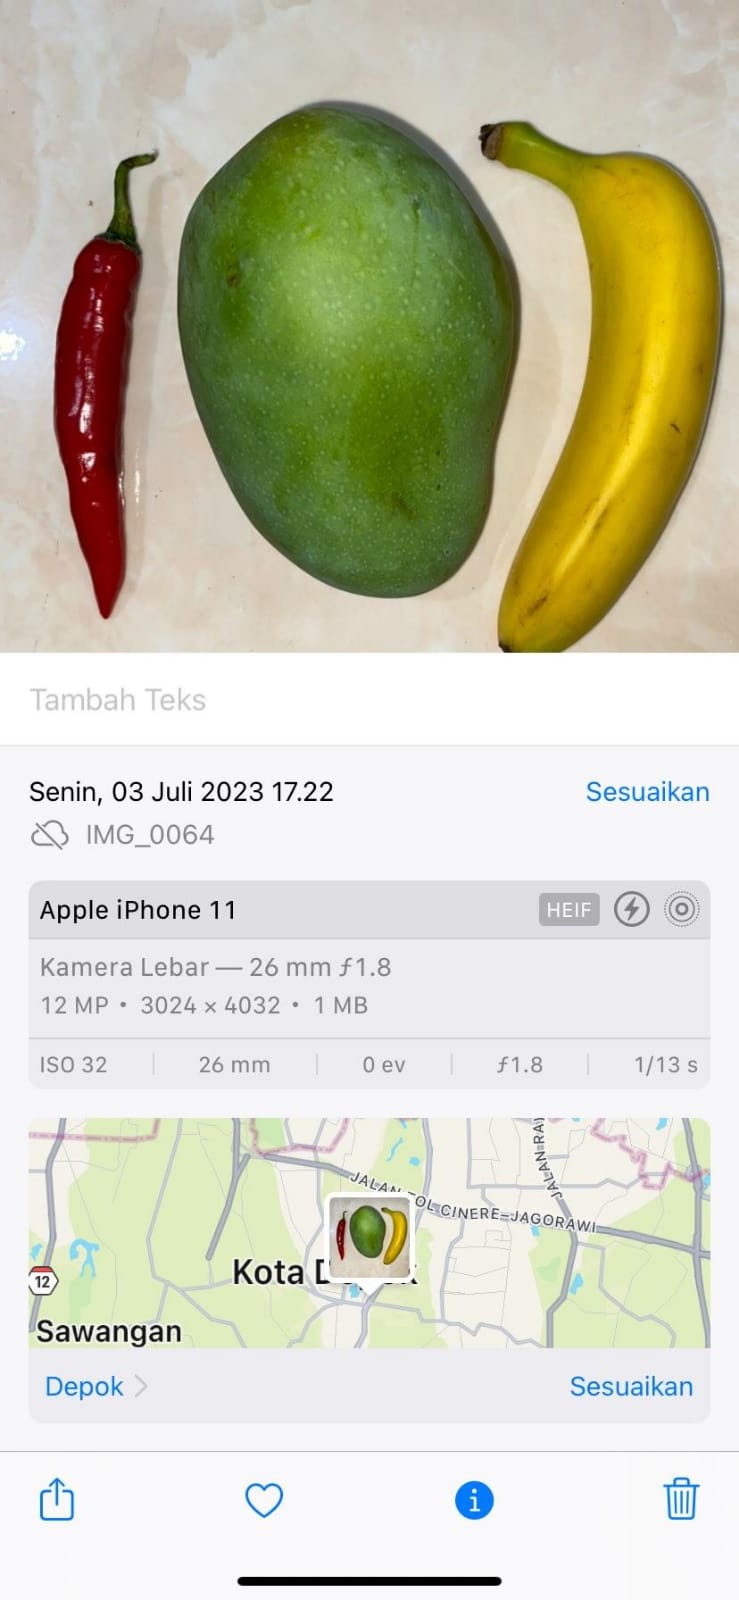 Tambah Teks
Senin, 03 Juli 2023 17.22
Sesuaikan
IMG_0064
Apple iPhone 11
HEIF
Kamera Lebar — 26 mm ƒ1.8
12 MP • 3024 × 4032 • 1 MB
ISO 32
26 mm
0 ev
ƒ1.8
1/13 s
JALAN TOL CINERE–JAGORAWI
JALAN RA
Kota D
12
Sawangan
Depok
Sesuaikan